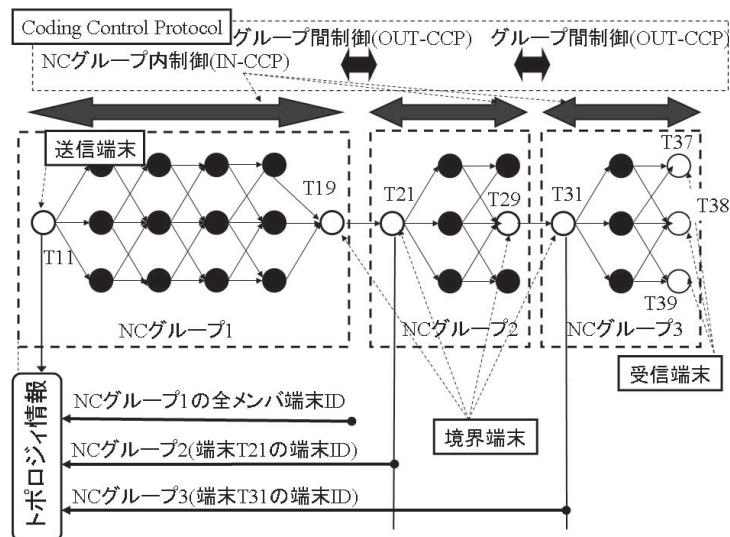 Coding Control Protocol
グループ間制御(OUT-CCP)
グループ間制御(OUT-CCP)
NCグループ内制御(IN-CCP)
送信端末
T11
T19
T21
T29
T31
T37
T38
T39
NCグループ1
NCグループ2
NCグループ3
受信端末
境界端末
トポロジィ情報
NCグループ1の全メンバ端末ID
NCグループ2(端末T21の端末ID)
NCグループ3(端末T31の端末ID)